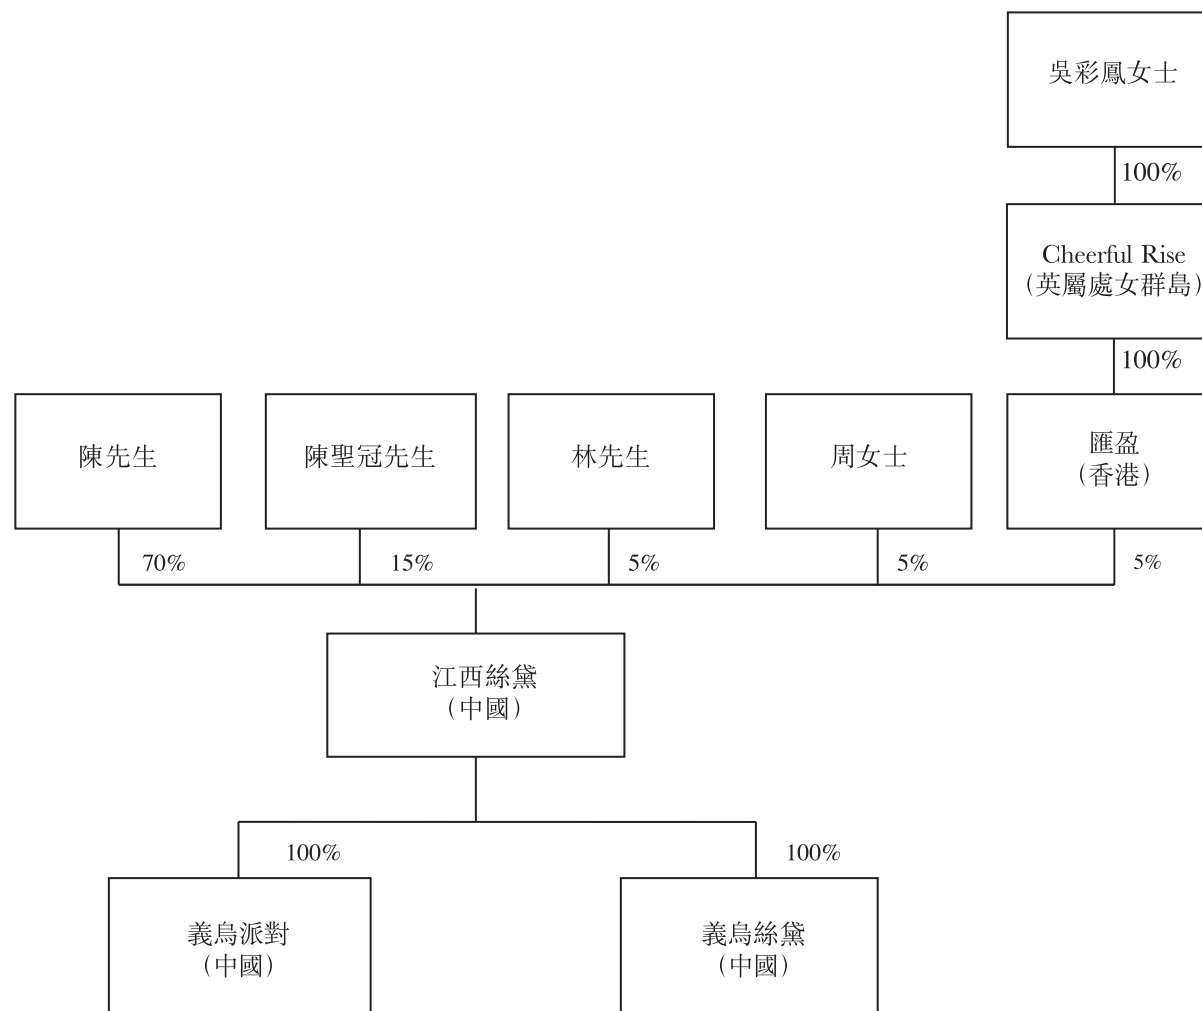 吳彩鳳女士
100%
Cheerful Rise
(英屬處女群島)
100%
陳先生
陳聖冠先生
林先生
周女士
匯盈
(香港)
70%
15%
5%
5%
5%
江西絲黛
(中國)
100%
100%
義烏派對
(中國)
義烏絲黛
(中國)